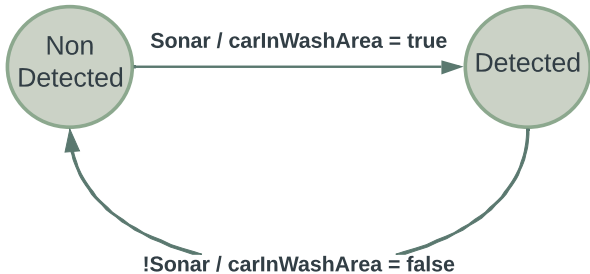 Non
Detected
Sonar / carInWashArea = true
Detected
!Sonar / carInWashArea = false